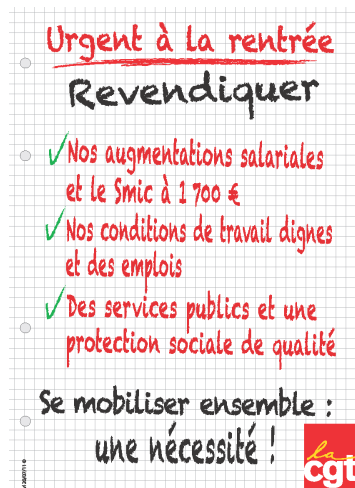 Urgent à la rentrée
Revendiquer
Nos augmentations salariales
et le Smic à 1 700 €
Nos conditions de travail dignes
et des emplois
Des services publics et une
protection sociale de qualité
Se mobiliser ensemble :
une nécessité !
la
cgt